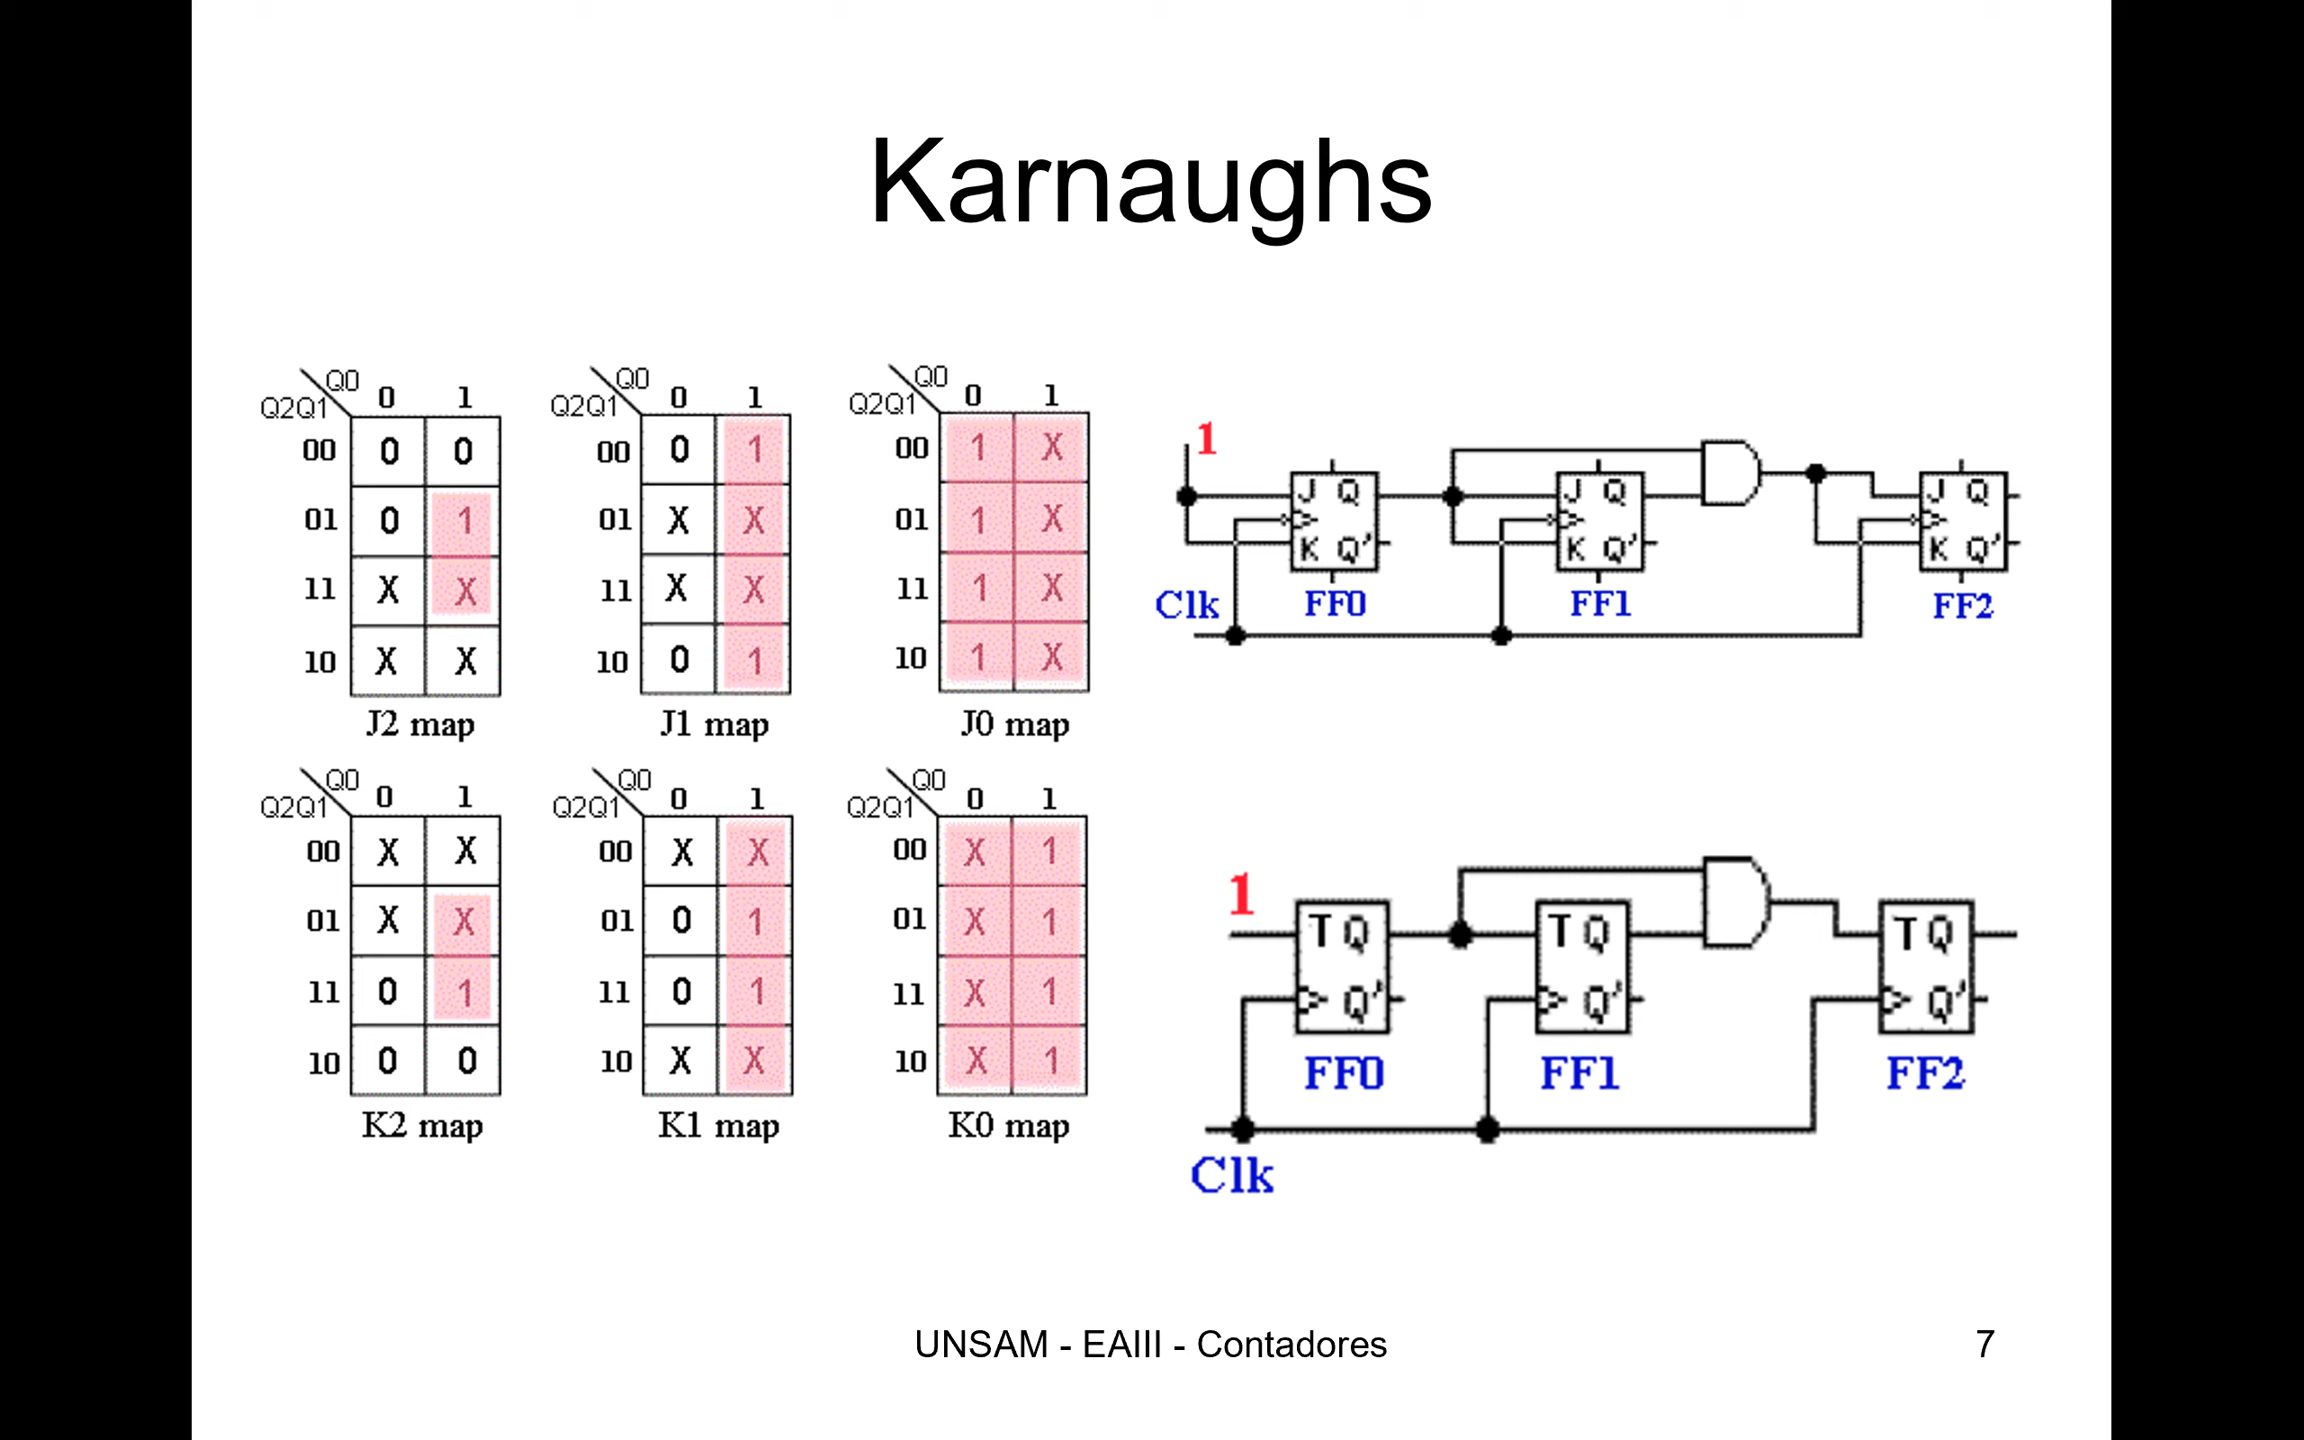 Karnaughs
Q0
Q2Q1 0 1
00 0 0
01 0 1
11 X X
10 X X
J2 map
Q0
Q2Q1 0 1
00 0 1
01 X X
11 X X
10 0 1
J1 map
Q0
Q2Q1 0 1
00 1 X
01 1 X
11 1 X
10 1 X
J0 map
Q0
Q2Q1 0 1
00 X X
01 X X
11 0 1
10 0 0
K2 map
Q0
Q2Q1 0 1
00 X X
01 0 1
11 0 1
10 X X
K1 map
Q0
Q2Q1 0 1
00 X 1
01 X 1
11 X 1
10 X 1
K0 map
1
J Q J Q J Q
K Q' K Q' K Q'
Clk FF0 FF1 FF2
1
T Q T Q T Q
Q' Q' Q'
FF0 FF1 FF2
Clk
UNSAM - EAIII - Contadores
7